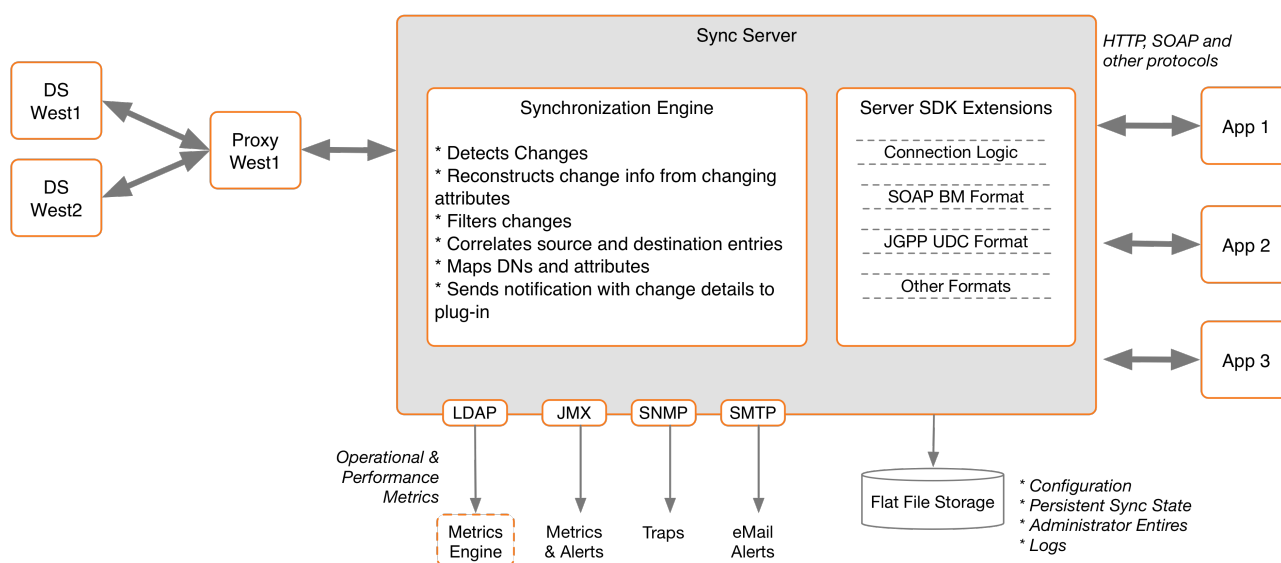 Sync Server
HTTP, SOAP and
other protocols
DS
West1
DS
West2
Proxy
West1
Synchronization Engine
* Detects Changes
* Reconstructs change info from changing
attributes
* Filters changes
* Correlates source and destination entries
* Maps DNs and attributes
* Sends notification with change details to
plug-in
Server SDK Extensions
Connection Logic
SOAP BM Format
JGPP UDC Format
Other Formats
App 1
App 2
App 3
LDAP
JMX
SNMP
SMTP
Operational &
Performance
Metrics
Metrics
Engine
Metrics
& Alerts
Traps
eMail
Alerts
Flat File Storage
* Configuration
* Persistent Sync State
* Administrator Entires
* Logs